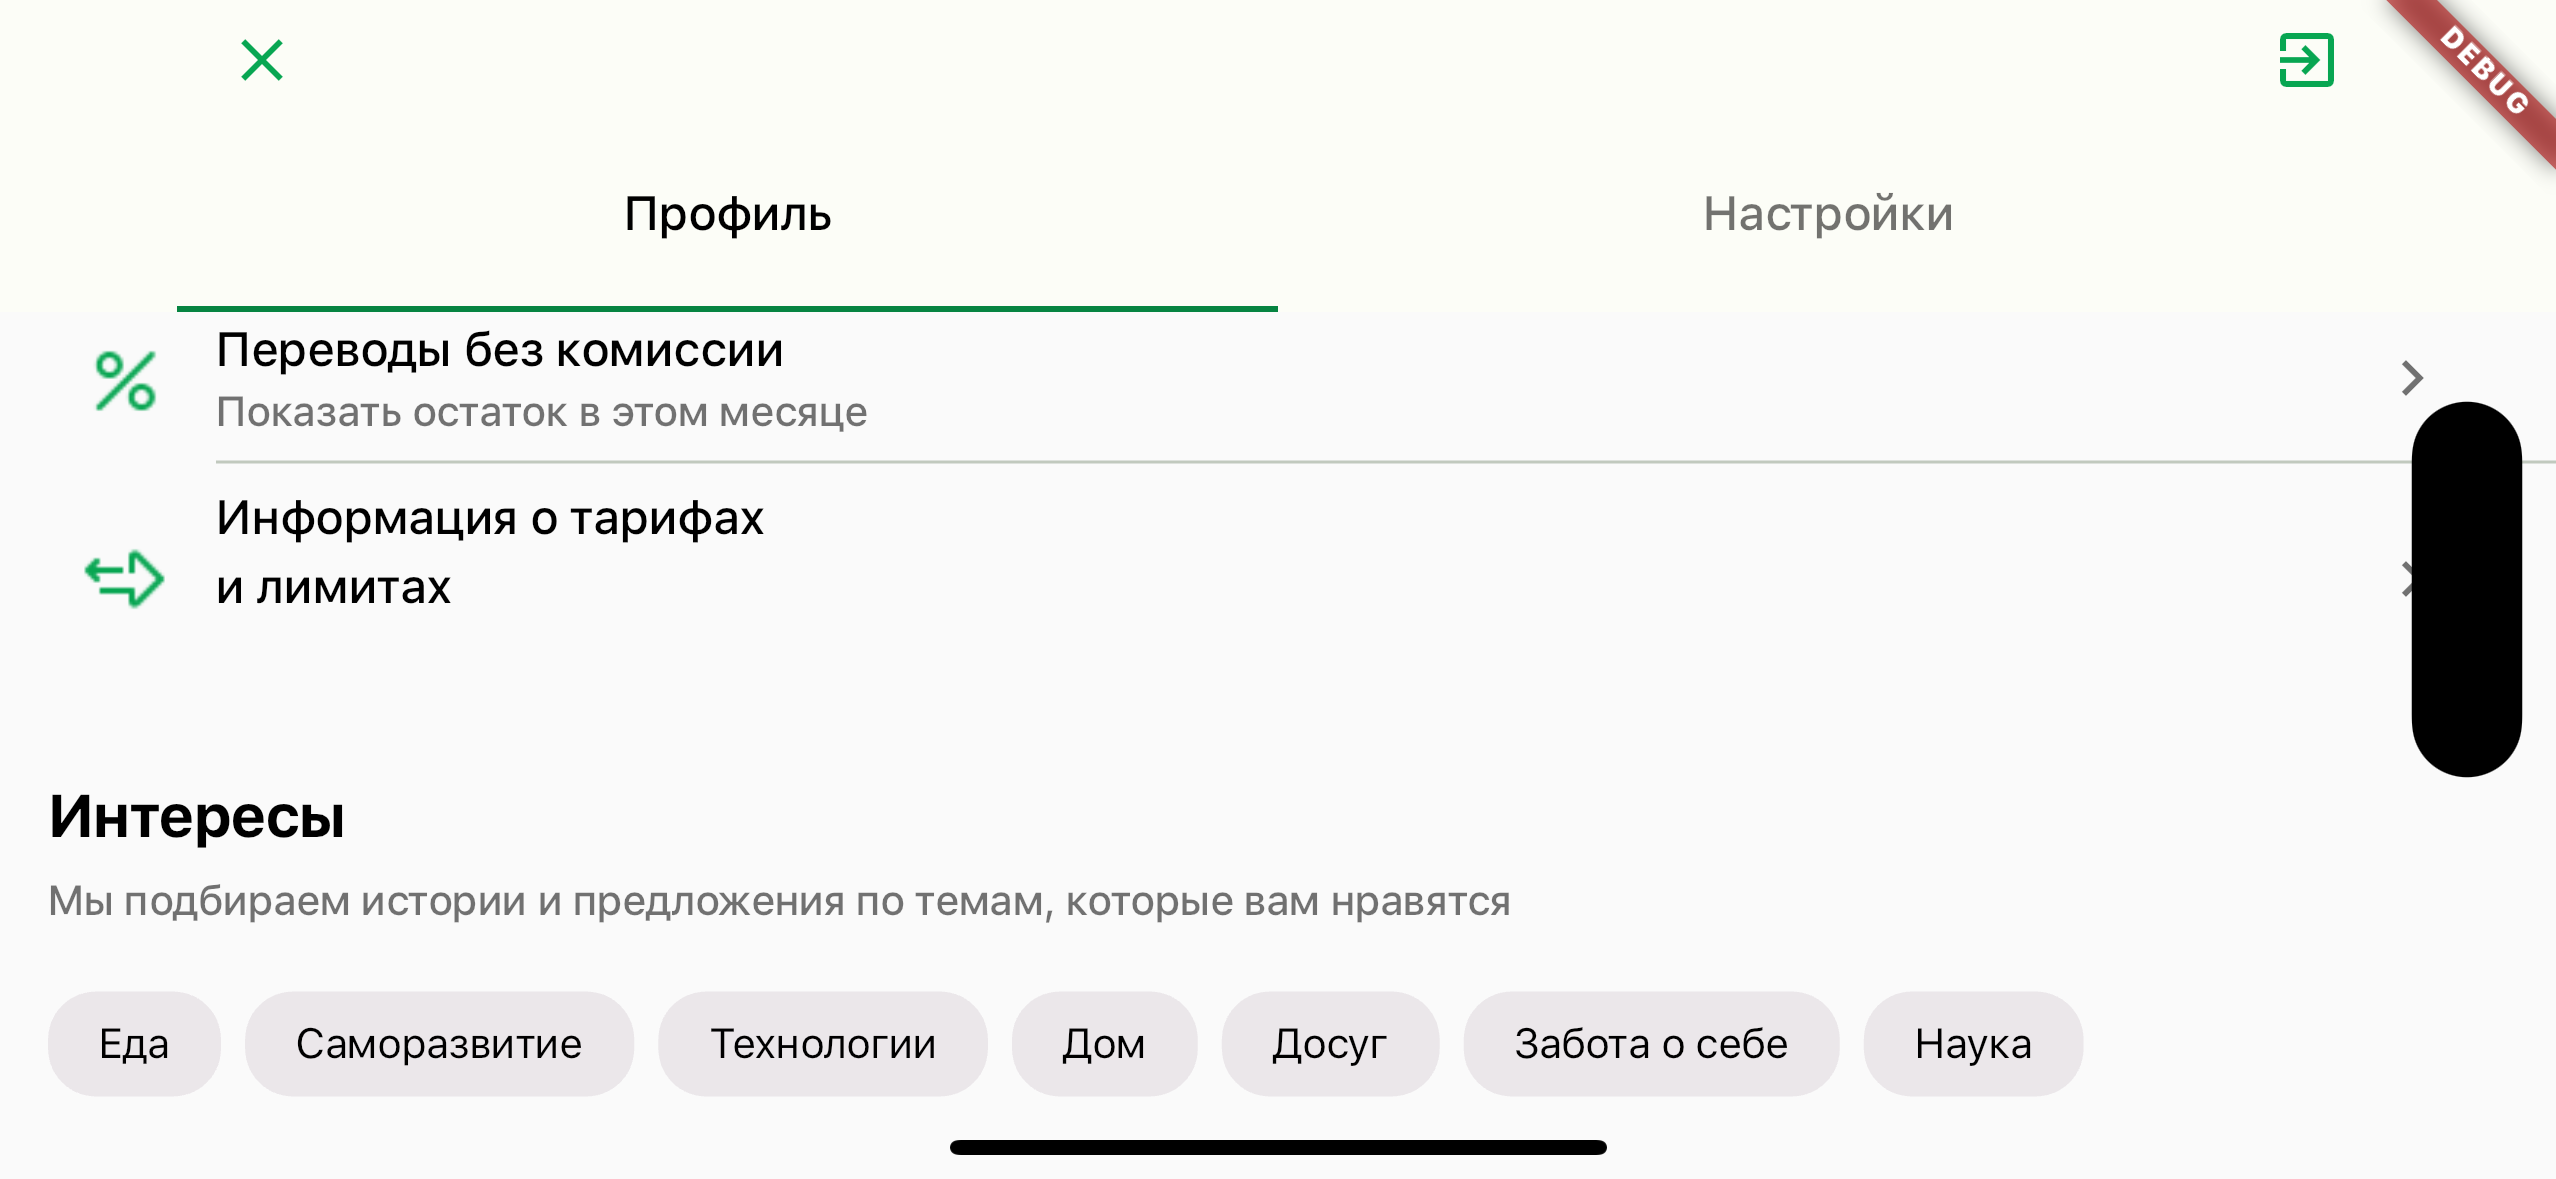 DEBUG
Профиль
Настройки
Переводы без комиссии
Показать остаток в этом месяце
Информация о тарифах
и лимитах
Интересы
Мы подбираем истории и предложения по темам, которые вам нравятся
Еда
Саморазвитие
Технологии
Дом
Досуг
Забота о себе
Наука